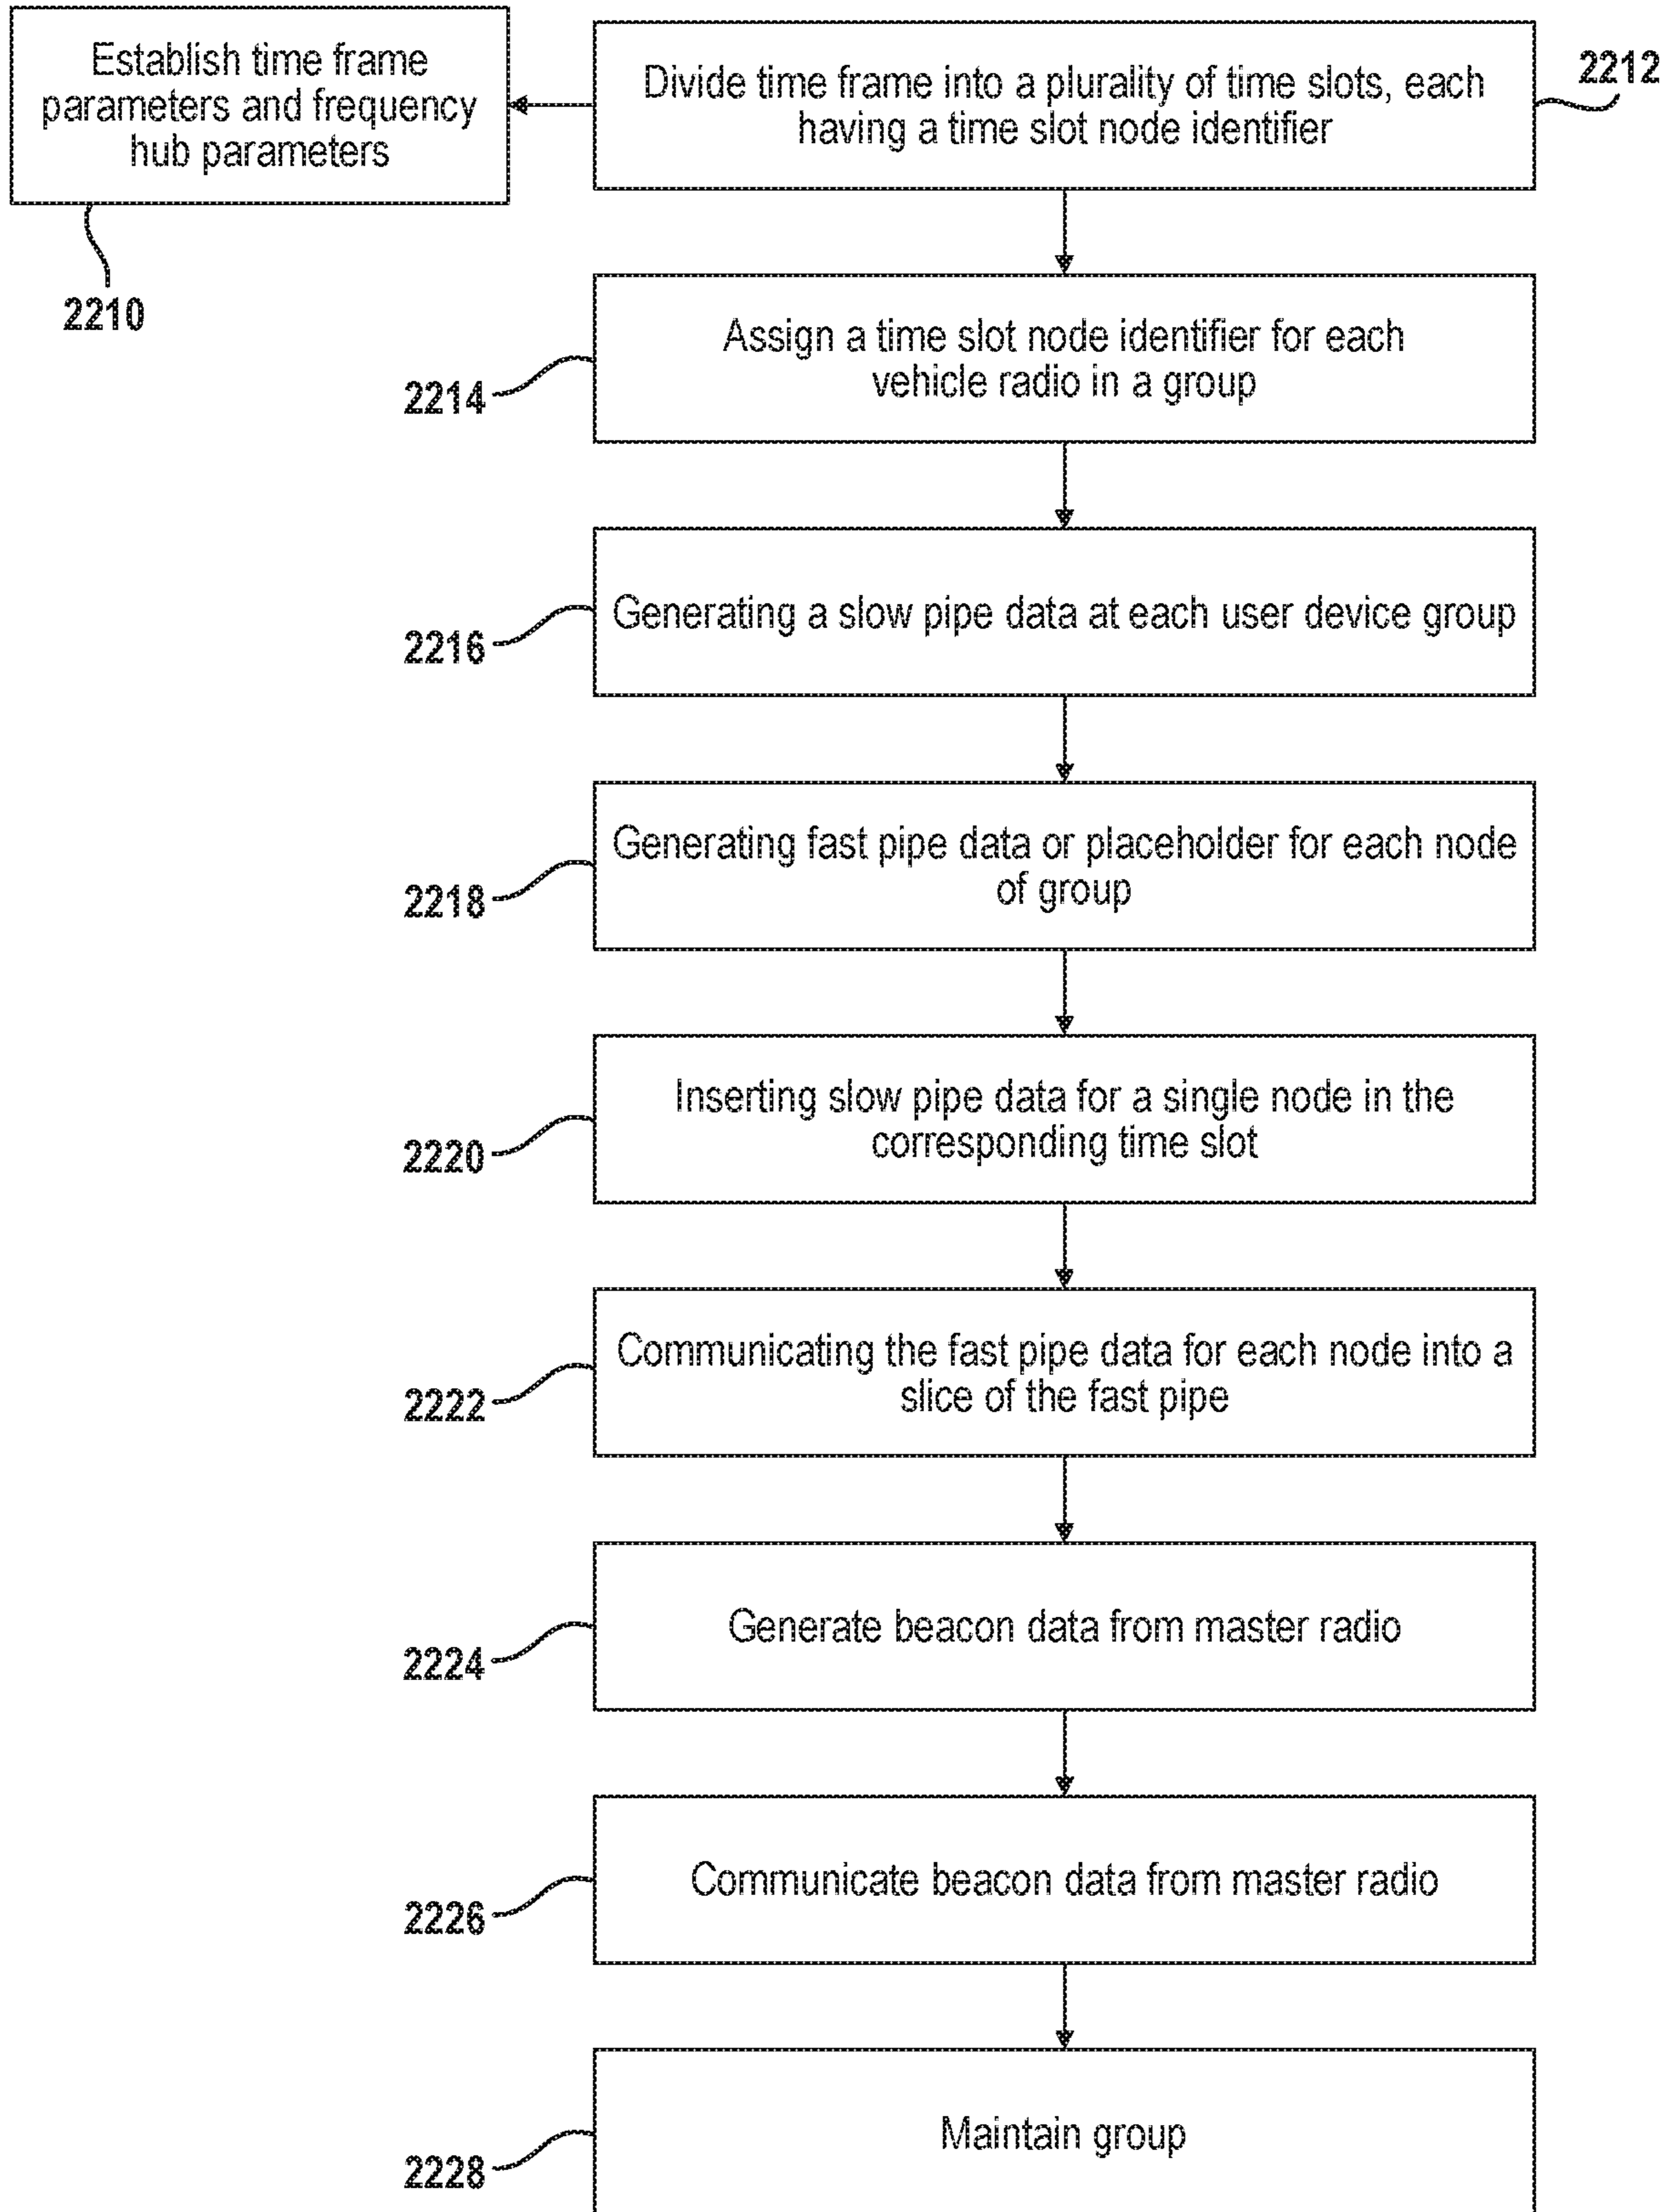 Establish time frame
parameters and frequency
hub parameters
2210
Divide time frame into a plurality of time slots, each
having a time slot node identifier
2212
Assign a time slot node identifier for each
vehicle radio in a group
2214
Generating a slow pipe data at each user device group
2216
Generating fast pipe data or placeholder for each node
of group
2218
Inserting slow pipe data for a single node in the
corresponding time slot
2220
Communicating the fast pipe data for each node into a
slice of the fast pipe
2222
Generate beacon data from master radio
2224
Communicate beacon data from master radio
2226
Maintain group
2228